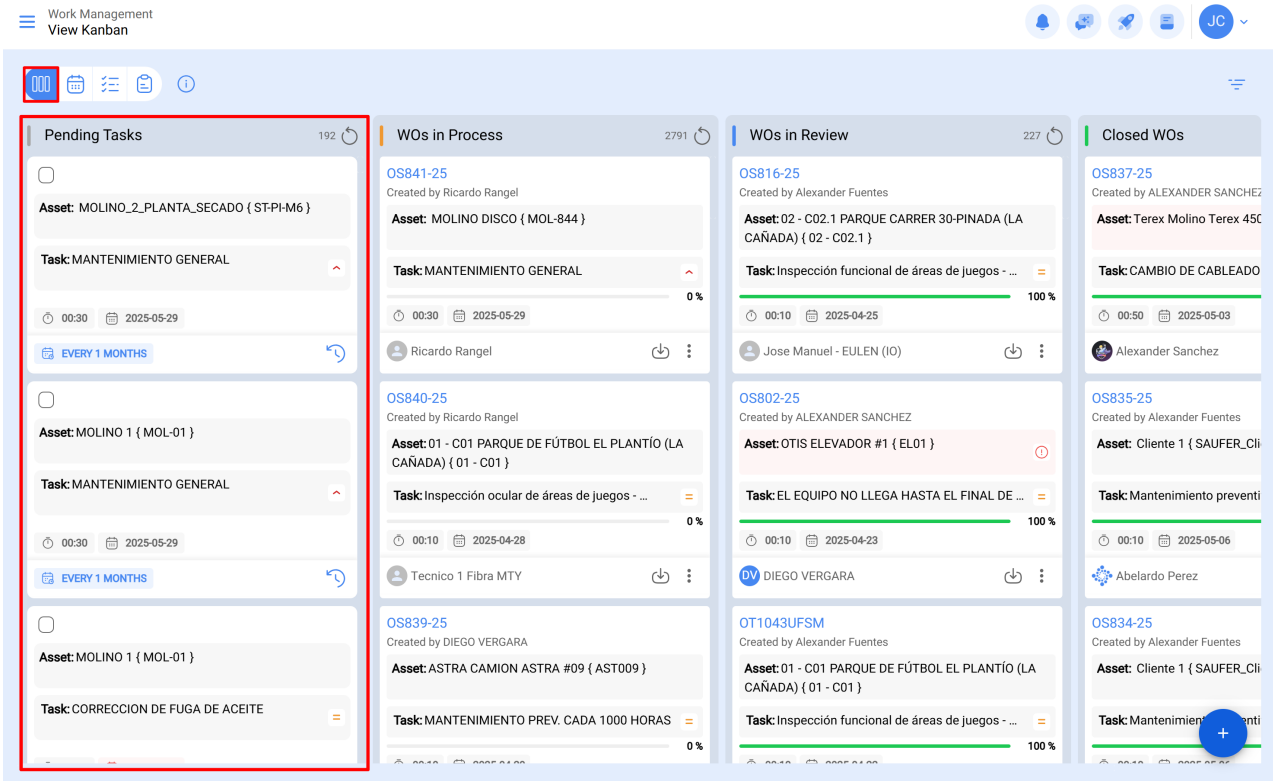 Work Management
View Kanban
JC
Pending Tasks 192
Asset: MOLINO_2_PLANTA_SECADO { ST-PI-M6 }
Task: MANTENIMIENTO GENERAL
00:30 2025-05-29
EVERY 1 MONTHS
Asset: MOLINO 1 { MOL-01 }
Task: MANTENIMIENTO GENERAL
00:30 2025-05-29
EVERY 1 MONTHS
Asset: MOLINO 1 { MOL-01 }
Task: CORRECCION DE FUGA DE ACEITE
WOs in Process 2791
OS841-25
Created by Ricardo Rangel
Asset: MOLINO DISCO { MOL-844 }
Task: MANTENIMIENTO GENERAL
0 %
00:30 2025-05-29
Ricardo Rangel
OS840-25
Created by Ricardo Rangel
Asset: 01 - C01 PARQUE DE FÚTBOL EL PLANTÍO (LA
CAÑADA) { 01 - C01 }
Task: Inspección ocular de áreas de juegos - ...
0 %
00:10 2025-04-28
Tecnico 1 Fibra MTY
OS839-25
Created by DIEGO VERGARA
Asset: ASTRA CAMION ASTRA #09 { AST009 }
Task: MANTENIMIENTO PREV. CADA 1000 HORAS
0 %
WOs in Review 227
OS816-25
Created by Alexander Fuentes
Asset: 02 - C02.1 PARQUE CARRER 30-PINADA (LA
CAÑADA) { 02 - C02.1 }
Task: Inspección funcional de áreas de juegos - ...
100 %
00:10 2025-04-25
Jose Manuel - EULEN (IO)
OS802-25
Created by ALEXANDER SANCHEZ
Asset: OTIS ELEVADOR #1 { EL01 }
Task: EL EQUIPO NO LLEGA HASTA EL FINAL DE ...
100 %
00:10 2025-04-23
DV DIEGO VERGARA
OT1043UFSM
Created by Alexander Fuentes
Asset: 01 - C01 PARQUE DE FÚTBOL EL PLANTÍO (LA
CAÑADA) { 01 - C01 }
Task: Inspección funcional de áreas de juegos - ...
100 %
Closed WOs
OS837-25
Created by ALEXANDER SANCHEZ
Asset: Terex Molino Terex 450
Task: CAMBIO DE CABLEADO
00:50 2025-05-03
Alexander Sanchez
OS835-25
Created by Alexander Fuentes
Asset: Cliente 1 { SAUFER_Cli
Task: Mantenimiento preventi
00:10 2025-05-06
Abelardo Perez
OS834-25
Created by Alexander Fuentes
Asset: Cliente 1 { SAUFER_Cli
Task: